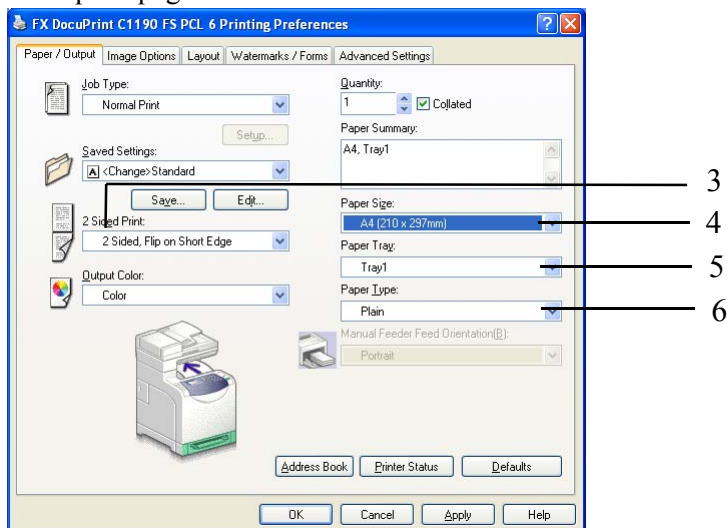 FX DocuPrint C1190 FS PCL 6 Printing Preferences
Paper / Output Image Options Layout Watermarks / Forms Advanced Settings
Job Type:
Normal Print
Setup...
Saved Settings:
A <Change>Standard
Save... Edit...
2 Sided Print:
2 Sided, Flip on Short Edge
Output Color:
Color
Quantity:
1 Collated
Paper Summary:
A4, Tray1
Paper Size:
A4 (210 x 297mm)
Paper Tray:
Tray1
Paper Type:
Plain
Manual Feeder Feed Orientation(B):
Portrait
3
4
5
6
Address Book Printer Status Defaults
OK Cancel Apply Help